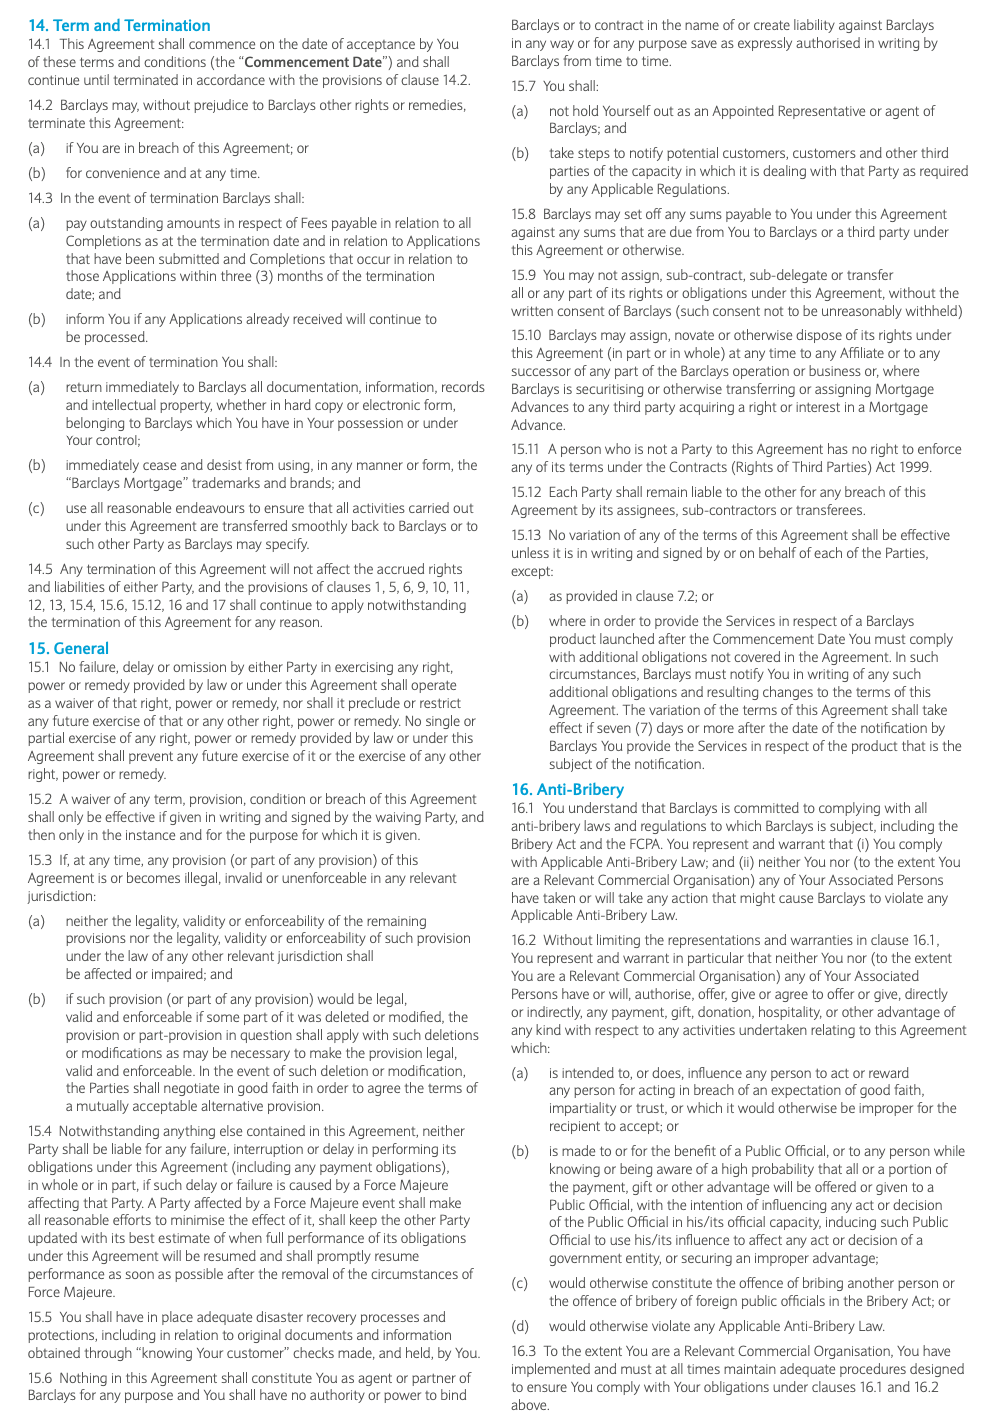 14. Term and Termination
14.1 This Agreement shall commence on the date of acceptance by You
of these terms and conditions (the “Commencement Date”) and shall
continue until terminated in accordance with the provisions of clause 14.2.
14.2 Barclays may, without prejudice to Barclays other rights or remedies,
terminate this Agreement:
(a) if You are in breach of this Agreement; or
(b) for convenience and at any time.
14.3 In the event of termination Barclays shall:
(a) pay outstanding amounts in respect of Fees payable in relation to all
Completions as at the termination date and in relation to Applications
that have been submitted and Completions that occur in relation to
those Applications within three (3) months of the termination
date; and
(b) inform You if any Applications already received will continue to
be processed.
14.4 In the event of termination You shall:
(a) return immediately to Barclays all documentation, information, records
and intellectual property, whether in hard copy or electronic form,
belonging to Barclays which You have in Your possession or under
Your control;
(b) immediately cease and desist from using, in any manner or form, the
“Barclays Mortgage” trademarks and brands; and
(c) use all reasonable endeavours to ensure that all activities carried out
under this Agreement are transferred smoothly back to Barclays or to
such other Party as Barclays may specify.
14.5 Any termination of this Agreement will not affect the accrued rights
and liabilities of either Party, and the provisions of clauses 1, 5, 6, 9, 10, 11,
12, 13, 15.4, 15.6, 15.12, 16 and 17 shall continue to apply notwithstanding
the termination of this Agreement for any reason.
15. General
15.1 No failure, delay or omission by either Party in exercising any right,
power or remedy provided by law or under this Agreement shall operate
as a waiver of that right, power or remedy, nor shall it preclude or restrict
any future exercise of that or any other right, power or remedy. No single or
partial exercise of any right, power or remedy provided by law or under this
Agreement shall prevent any future exercise of it or the exercise of any other
right, power or remedy.
15.2 A waiver of any term, provision, condition or breach of this Agreement
shall only be effective if given in writing and signed by the waiving Party, and
then only in the instance and for the purpose for which it is given.
15.3 If, at any time, any provision (or part of any provision) of this
Agreement is or becomes illegal, invalid or unenforceable in any relevant
jurisdiction:
(a) neither the legality, validity or enforceability of the remaining
provisions nor the legality, validity or enforceability of such provision
under the law of any other relevant jurisdiction shall
be affected or impaired; and
(b) if such provision (or part of any provision) would be legal,
valid and enforceable if some part of it was deleted or modified, the
provision or part-provision in question shall apply with such deletions
or modifications as may be necessary to make the provision legal,
valid and enforceable. In the event of such deletion or modification,
the Parties shall negotiate in good faith in order to agree the terms of
a mutually acceptable alternative provision.
15.4 Notwithstanding anything else contained in this Agreement, neither
Party shall be liable for any failure, interruption or delay in performing its
obligations under this Agreement (including any payment obligations),
in whole or in part, if such delay or failure is caused by a Force Majeure
affecting that Party. A Party affected by a Force Majeure event shall make
all reasonable efforts to minimise the effect of it, shall keep the other Party
updated with its best estimate of when full performance of its obligations
under this Agreement will be resumed and shall promptly resume
performance as soon as possible after the removal of the circumstances of
Force Majeure.
15.5 You shall have in place adequate disaster recovery processes and
protections, including in relation to original documents and information
obtained through “knowing Your customer” checks made, and held, by You.
15.6 Nothing in this Agreement shall constitute You as agent or partner of
Barclays for any purpose and You shall have no authority or power to bind
Barclays or to contract in the name of or create liability against Barclays
in any way or for any purpose save as expressly authorised in writing by
Barclays from time to time.
15.7 You shall:
(a) not hold Yourself out as an Appointed Representative or agent of
Barclays; and
(b) take steps to notify potential customers, customers and other third
parties of the capacity in which it is dealing with that Party as required
by any Applicable Regulations.
15.8 Barclays may set off any sums payable to You under this Agreement
against any sums that are due from You to Barclays or a third party under
this Agreement or otherwise.
15.9 You may not assign, sub-contract, sub-delegate or transfer
all or any part of its rights or obligations under this Agreement, without the
written consent of Barclays (such consent not to be unreasonably withheld)
15.10 Barclays may assign, novate or otherwise dispose of its rights under
this Agreement (in part or in whole) at any time to any Affiliate or to any
successor of any part of the Barclays operation or business or, where
Barclays is securitising or otherwise transferring or assigning Mortgage
Advances to any third party acquiring a right or interest in a Mortgage
Advance.
15.11 A person who is not a Party to this Agreement has no right to enforce
any of its terms under the Contracts (Rights of Third Parties) Act 1999.
15.12 Each Party shall remain liable to the other for any breach of this
Agreement by its assignees, sub-contractors or transferees.
15.13 No variation of any of the terms of this Agreement shall be effective
unless it is in writing and signed by or on behalf of each of the Parties,
except:
(a) as provided in clause 7.2; or
(b) where in order to provide the Services in respect of a Barclays
product launched after the Commencement Date You must comply
with additional obligations not covered in the Agreement. In such
circumstances, Barclays must notify You in writing of any such
additional obligations and resulting changes to the terms of this
Agreement. The variation of the terms of this Agreement shall take
effect if seven (7) days or more after the date of the notification by
Barclays You provide the Services in respect of the product that is the
subject of the notification.
16. Anti-Bribery
16.1 You understand that Barclays is committed to complying with all
anti-bribery laws and regulations to which Barclays is subject, including the
Bribery Act and the FCPA. You represent and warrant that (i) You comply
with Applicable Anti-Bribery Law; and (ii) neither You nor (to the extent You
are a Relevant Commercial Organisation) any of Your Associated Persons
have taken or will take any action that might cause Barclays to violate any
Applicable Anti-Bribery Law.
16.2 Without limiting the representations and warranties in clause 16.1,
You represent and warrant in particular that neither You nor (to the extent
You are a Relevant Commercial Organisation) any of Your Associated
Persons have or will, authorise, offer, give or agree to offer or give, directly
or indirectly, any payment, gift, donation, hospitality, or other advantage of
any kind with respect to any activities undertaken relating to this Agreement
which:
(a) is intended to, or does, influence any person to act or reward
any person for acting in breach of an expectation of good faith,
impartiality or trust, or which it would otherwise be improper for the
recipient to accept; or
(b) is made to or for the benefit of a Public Official, or to any person while
knowing or being aware of a high probability that all or a portion of
the payment, gift or other advantage will be offered or given to a
Public Official, with the intention of influencing any act or decision
of the Public Official in his/its official capacity, inducing such Public
Official to use his/its influence to affect any act or decision of a
government entity, or securing an improper advantage;
(c) would otherwise constitute the offence of bribing another person or
the offence of bribery of foreign public officials in the Bribery Act; or
(d) would otherwise violate any Applicable Anti-Bribery Law.
16.3 To the extent You are a Relevant Commercial Organisation, You have
implemented and must at all times maintain adequate procedures designed
to ensure You comply with Your obligations under clauses 16.1 and 16.2
above.